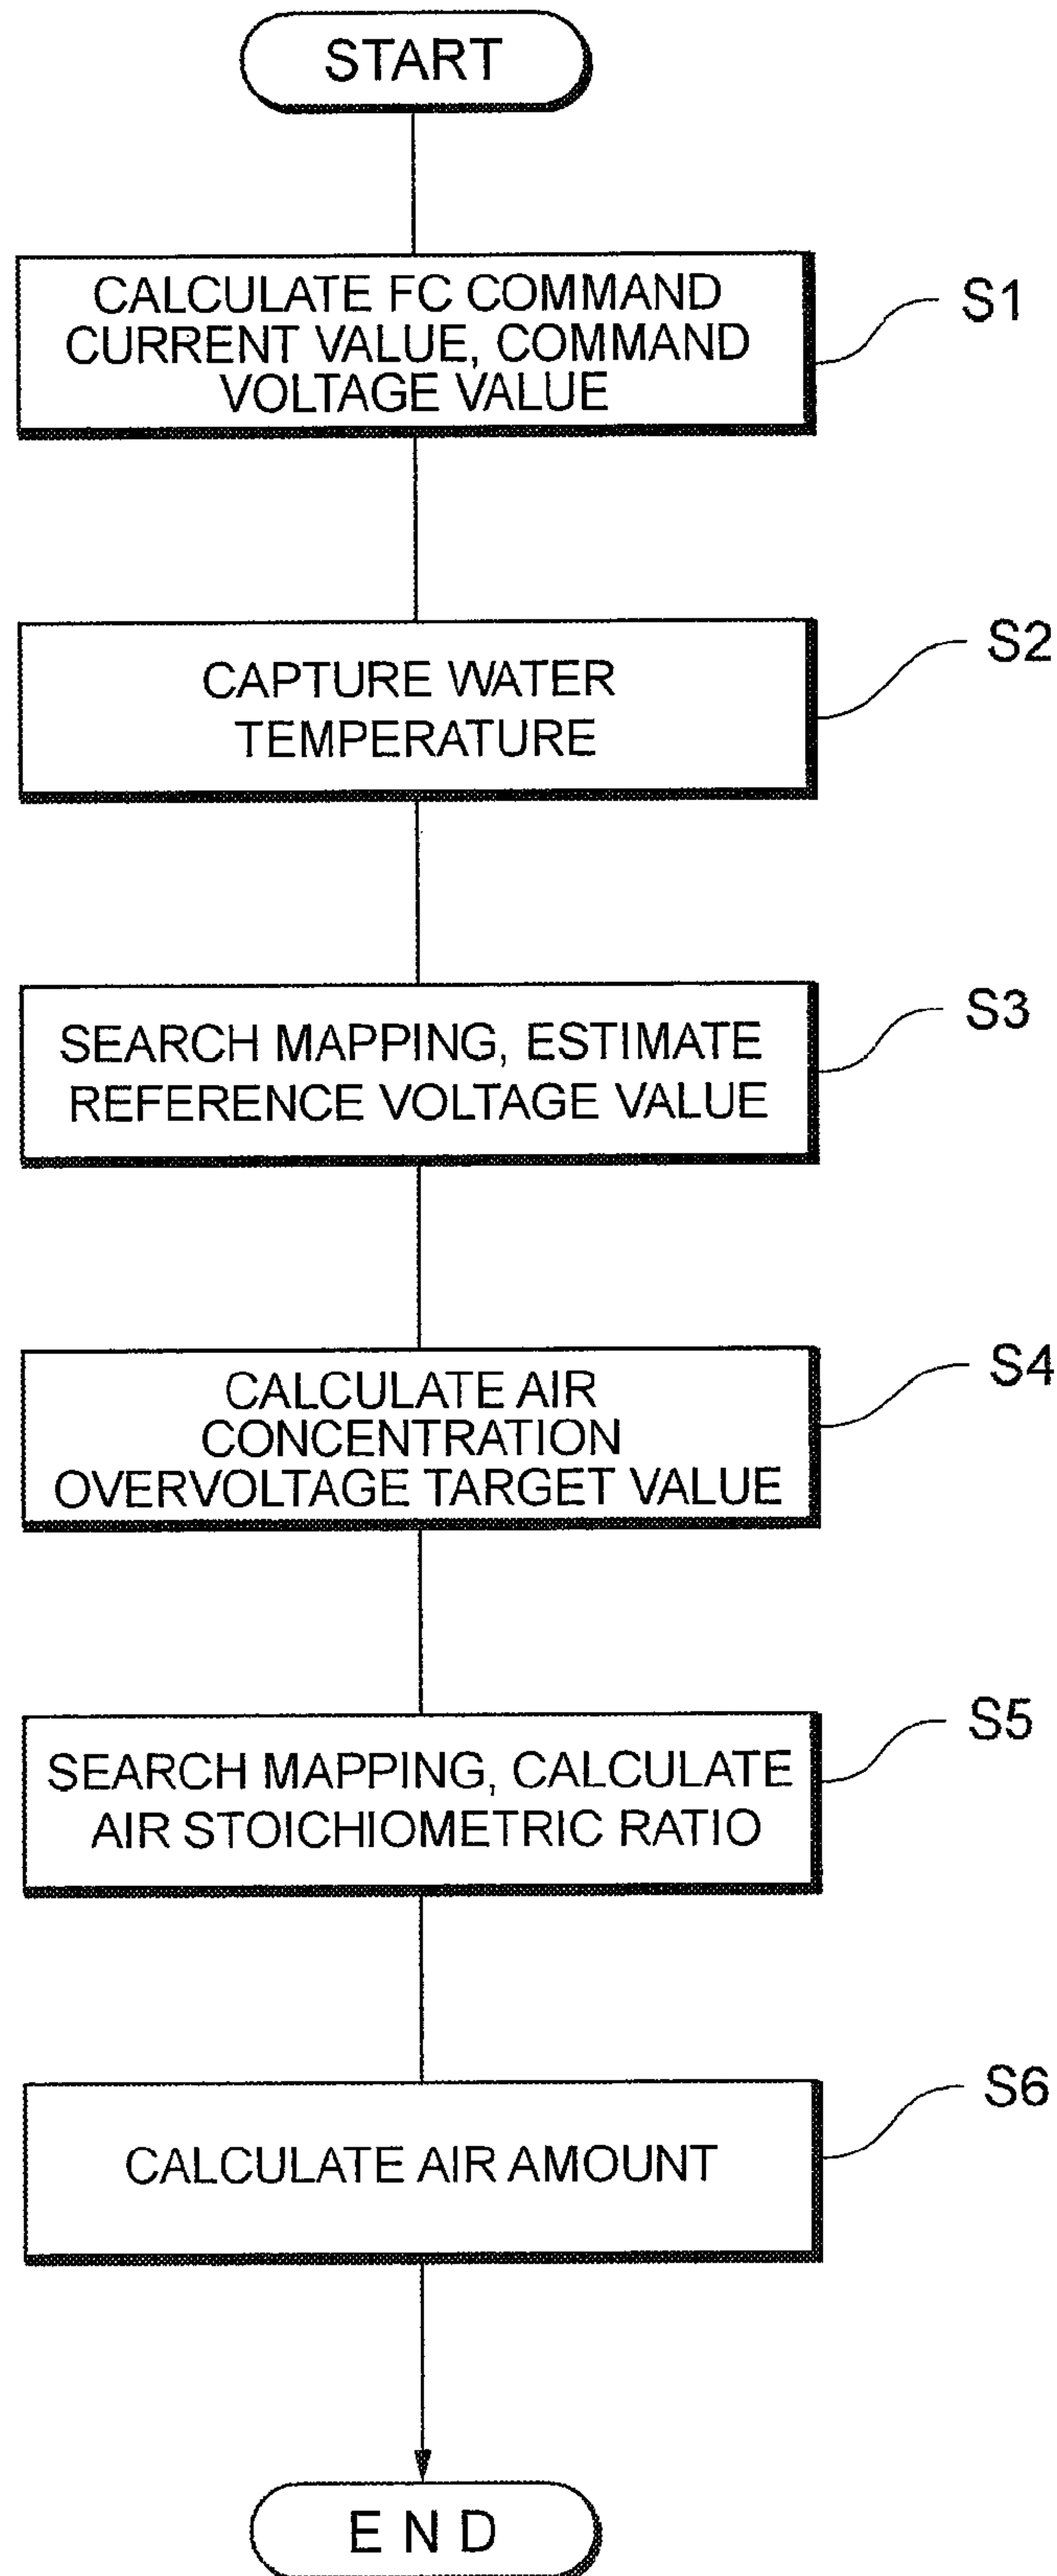 START
CALCULATE FC COMMAND
CURRENT VALUE, COMMAND
VOLTAGE VALUE
S1
CAPTURE WATER
TEMPERATURE
S2
SEARCH MAPPING, ESTIMATE
REFERENCE VOLTAGE VALUE
S3
CALCULATE AIR
CONCENTRATION
OVERVOLTAGE TARGET VALUE
S4
SEARCH MAPPING, CALCULATE
AIR STOICHIOMETRIC RATIO
S5
CALCULATE AIR AMOUNT
S6
END